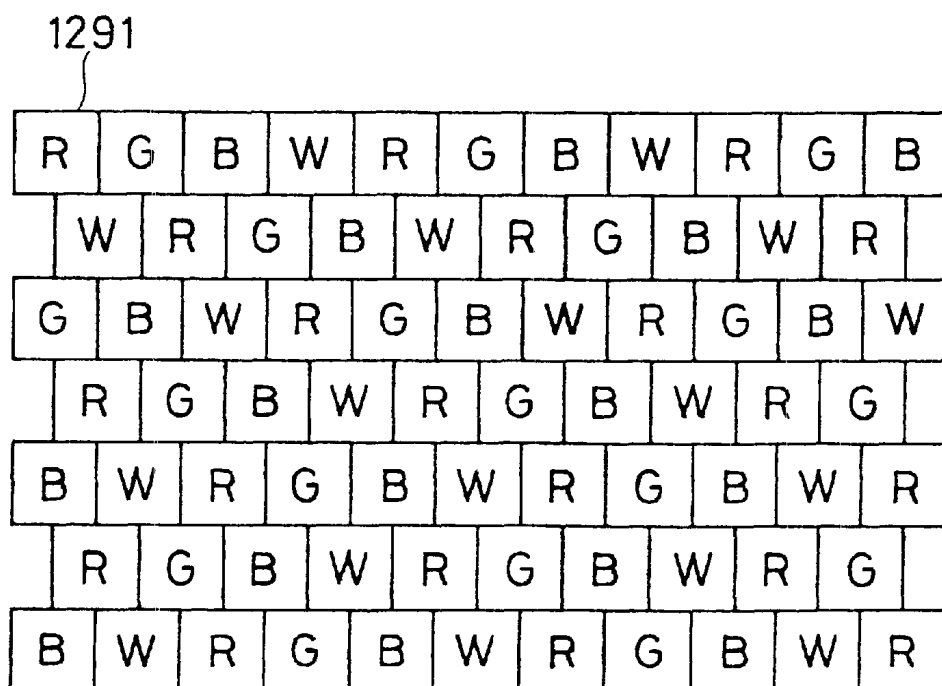 1291
R G B W R G B W R G B
W R G B W R G B W R
G B W R G B W R G B W
R G B W R G B W R G
B W R G B W R G B W R
R G B W R G B W R G
B W R G B W R G B W R